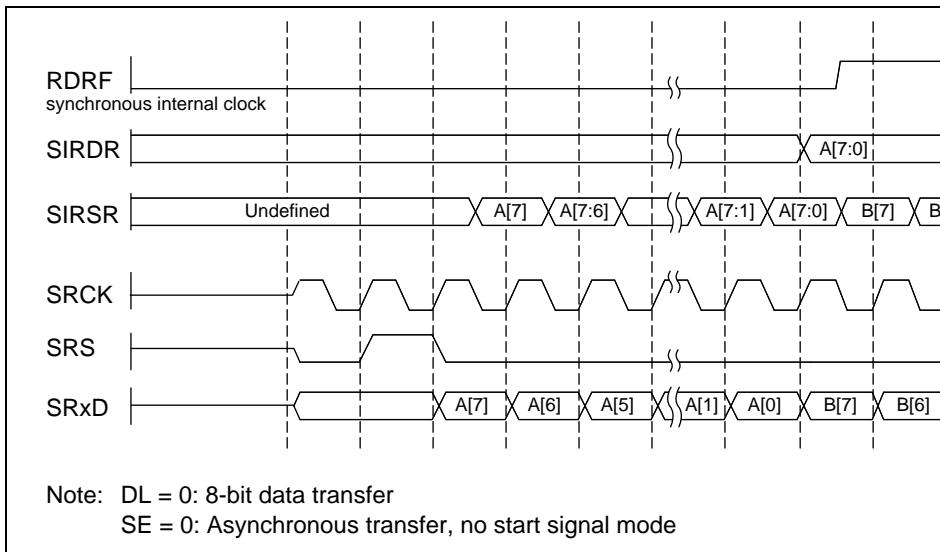 RDRF
synchronous internal clock
SIRDR A[7:0]
SIRSR Undefined A[7] A[7:6] A[7:1] A[7:0] B[7] B
SRCK
SRS
SRxD A[7] A[6] A[5] A[1] A[0] B[7] B[6]
Note: DL = 0: 8-bit data transfer
SE = 0: Asynchronous transfer, no start signal mode